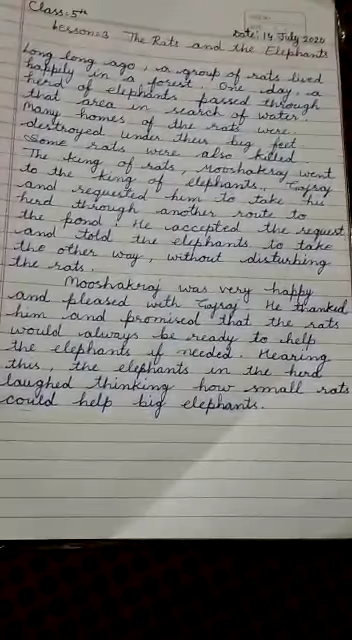 Class:5th
Date: 14 July 2020
Lesson=3 The Rats and the Elephants
Long long ago, a group of rats lived
happily in a forest. One day, a
herd of elephants passed through
that area in search of water.
Many homes of the rats were
destroyed under their big feet.
Some rats were also killed.
The king of rats, Mooshakraj went
to the king of elephants, Gajraj
and requested him to take his
herd through another route to
the pond. He accepted the request
and told the elephants to take
the other way, without disturbing
the rats.
Mooshakraj was very happy
and pleased with Gajraj. He thanked
him and promised that the rats
would always be ready to help
the elephants if needed. Hearing
this, the elephants in the herd
laughed thinking how small rats
could help big elephants.